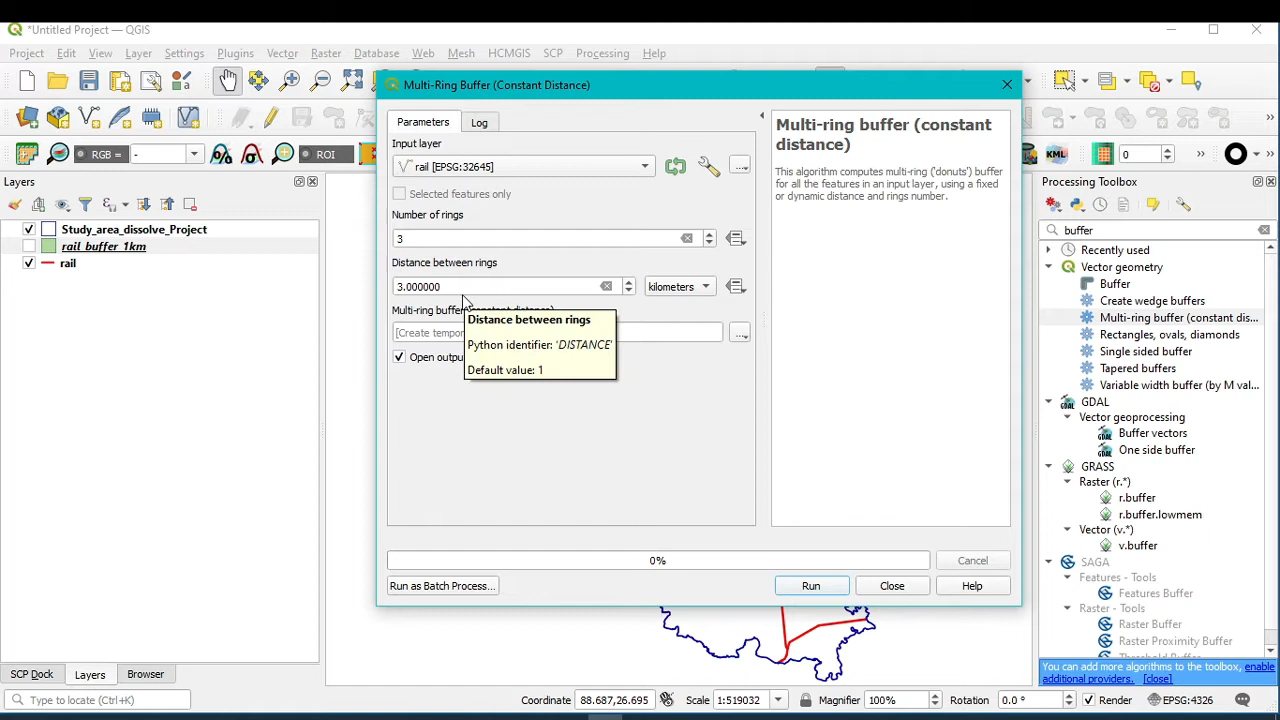 *Untitled Project — QGIS
Project Edit View Layer Settings Plugins Vector Raster Database Web Mesh HCMGIS SCP Processing Help
RGB = - ROI KML 0
Layers
Study_area_dissolve_Project
rail_buffer_1km
rail
SCP Dock Layers Browser
Multi-Ring Buffer (Constant Distance)
Parameters Log
Input layer
rail [EPSG:32645]
Selected features only
Number of rings
3
Distance between rings
3.000000 kilometers
Multi-ring buffer (constant distance)
[Create tempor
Open outpu
Distance between rings
Python identifier: 'DISTANCE'
Default value: 1
0%
Cancel
Run as Batch Process… Run Close Help
Multi-ring buffer (constant
distance)
This algorithm computes multi-ring ('donuts') buffer
for all the features in an input layer, using a fixed
or dynamic distance and rings number.
Processing Toolbox
buffer
Recently used
Vector geometry
Buffer
Create wedge buffers
Multi-ring buffer (constant dis...
Rectangles, ovals, diamonds
Single sided buffer
Tapered buffers
Variable width buffer (by M val...
GDAL
Vector geoprocessing
Buffer vectors
One side buffer
GRASS
Raster (r.*)
r.buffer
r.buffer.lowmem
Vector (v.*)
v.buffer
SAGA
Features - Tools
Features Buffer
Raster - Tools
Raster Buffer
Raster Proximity Buffer
Threshold Buffer
You can add more algorithms to the toolbox, enable
additional providers. [close]
Type to locate (Ctrl+K) Coordinate 88.687,26.695 Scale 1:519032 Magnifier 100% Rotation 0.0 ° Render EPSG:4326